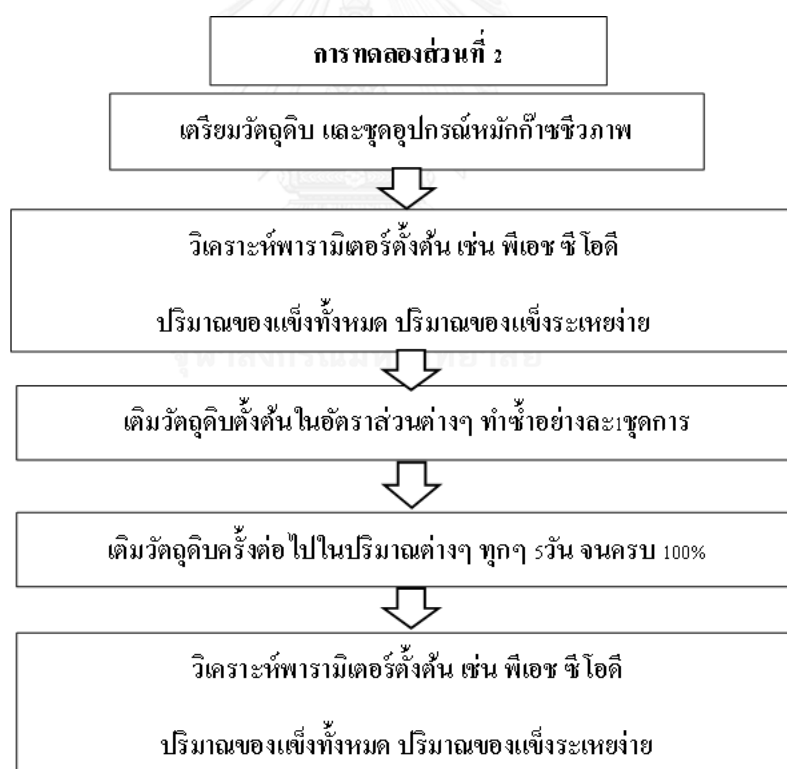 การทดลองส่วนที่ 2
เตรียมวัตถุดิบ และชุดอุปกรณ์หมักก๊าซชีวภาพ
วิเคราะห์พารามิเตอร์ตั้งต้น เช่น พีเอช ซีโอดี
ปริมาณของแข็งทั้งหมด ปริมาณของแข็งระเหยง่าย
เติมวัตถุดิบตั้งต้นในอัตราส่วนต่างๆ ทำซ้ำอย่างละ1ชุดการ
เติมวัตถุดิบครั้งต่อไปในปริมาณต่างๆ ทุกๆ 5วัน จนครบ 100%
วิเคราะห์พารามิเตอร์ตั้งต้น เช่น พีเอช ซีโอดี
ปริมาณของแข็งทั้งหมด ปริมาณของแข็งระเหยง่าย